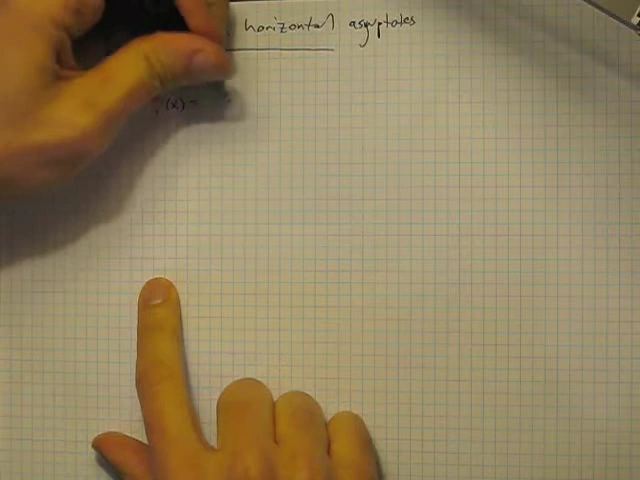 horizontal asymptotes
(x) =